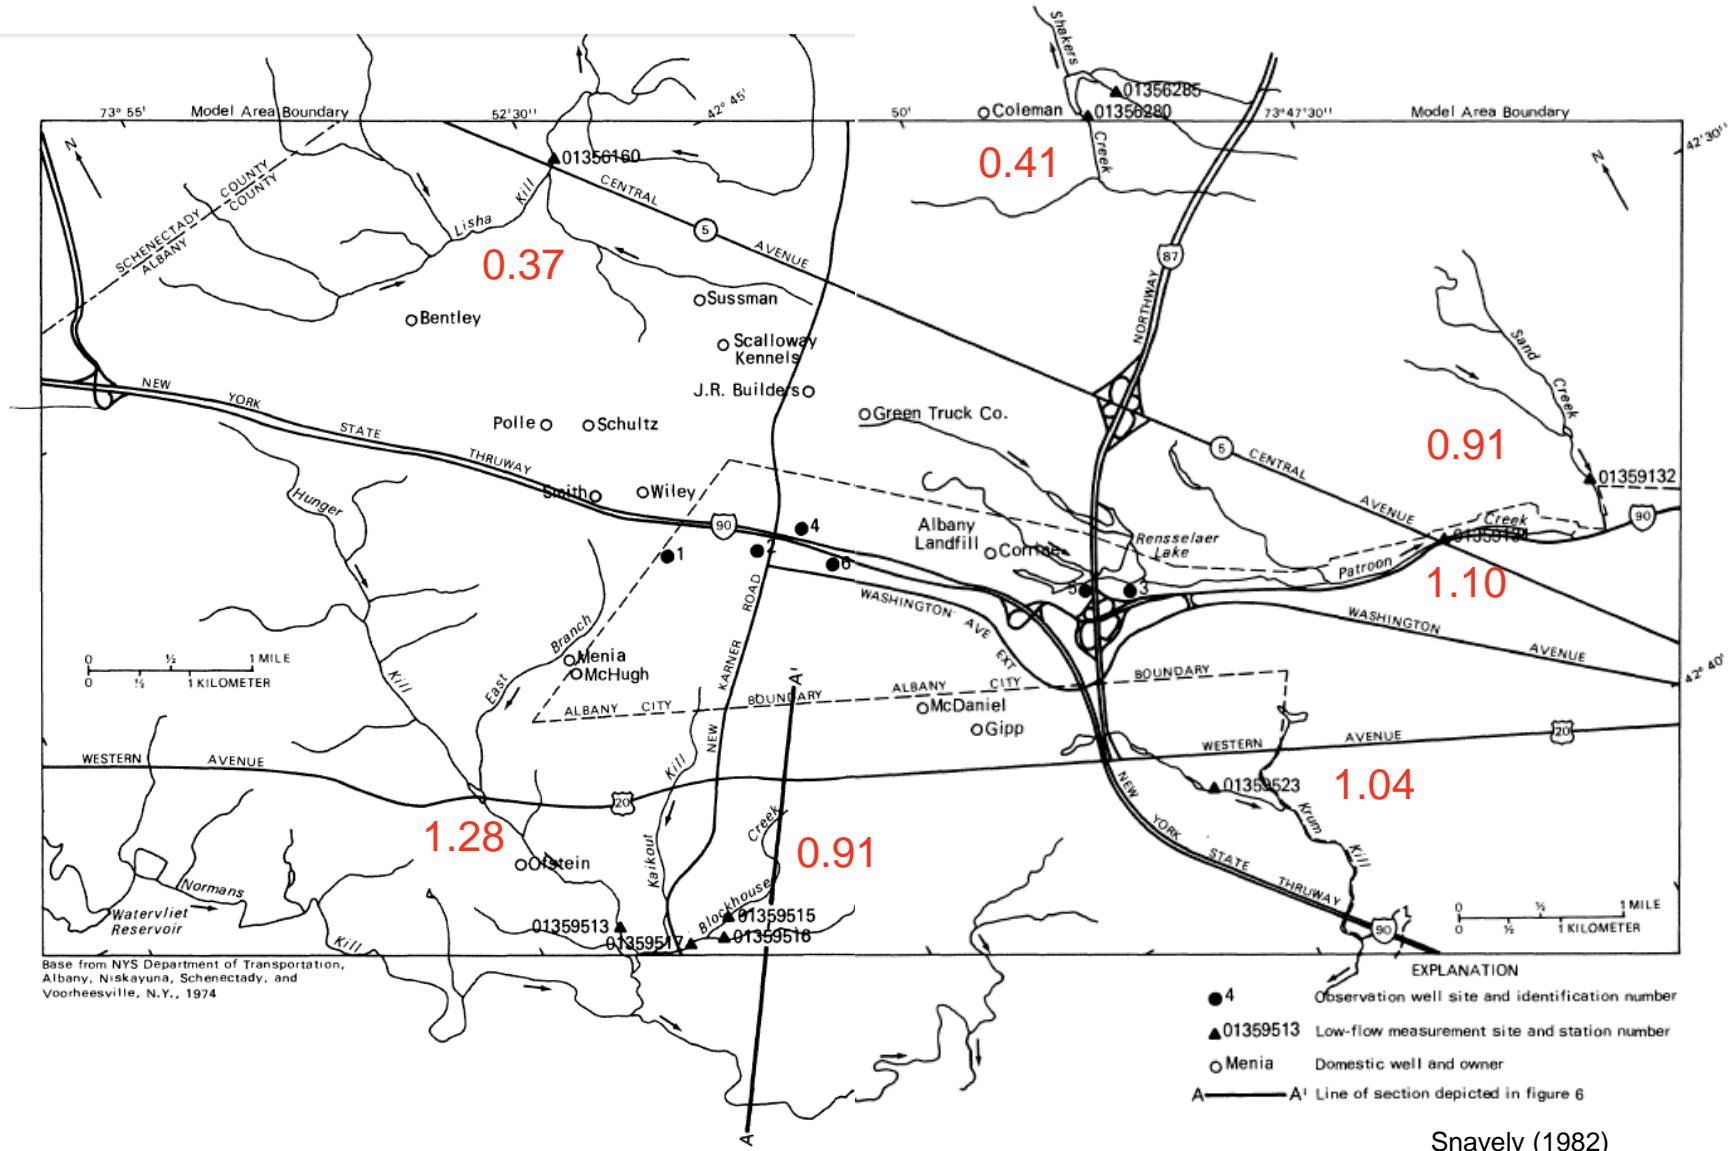 Shakers
01356285
Coleman
01356280
73° 55'
Model Area Boundary
52'30''
42° 45'
50'
73°47'30''
Model Area Boundary
42°30''
Creek
N
01356160
0.41
N
SCHENECTADY COUNTY
ALBANY COUNTY
Kill
CENTRAL
Lisha
5
AVENUE
0.37
87
NORTHWAY
Sussman
Bentley
Scalloway
Kennels
Sand
Creek
J.R. Builders
NEW
YORK
STATE
THRUWAY
Green Truck Co.
Polle
Schultz
5
CENTRAL
AVENUE
0.91
01359132
Smith
Wiley
90
4
Albany
Landfill
Rensselaer
Lake
Creek
90
Hunger
1
6
Patroon
1.10
5
3
WASHINGTON AVE EXT
WASHINGTON
AVENUE
ROAD
KARNER
NEW
Branch
East
Menia
McHugh
0 ½ 1 MILE
0 ½ 1 KILOMETER
Kill
A'
ALBANY CITY BOUNDARY
ALBANY CITY BOUNDARY
McDaniel
Gipp
42° 40'
WESTERN AVENUE
WESTERN AVENUE
20
20
Kill
Kaikout
NEW
YORK
STATE
THRUWAY
01359523
1.04
Krum
Kill
1.28
Creek
Blockhouse
0.91
Ofstein
Normans
Kill
Watervliet
Reservoir
01359513
01359515
01359517
01359516
90
0 ½ 1 MILE
0 ½ 1 KILOMETER
Base from NYS Department of Transportation,
Albany, Niskayuna, Schenectady, and
Voorheesville, N.Y., 1974
A
EXPLANATION
4 Observation well site and identification number
01359513 Low-flow measurement site and station number
Menia Domestic well and owner
A A' Line of section depicted in figure 6
Snavely (1982)